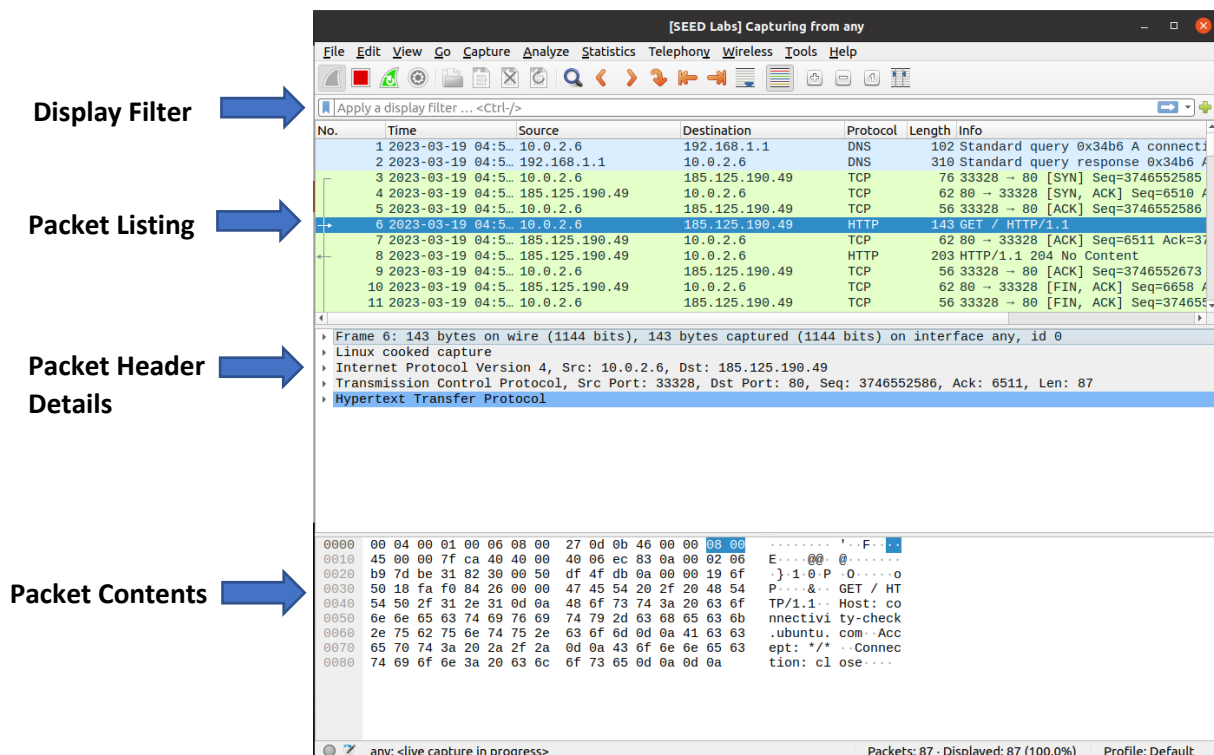 [SEED Labs] Capturing from any
File Edit View Go Capture Analyze Statistics Telephony Wireless Tools Help
Display Filter
Apply a display filter … <Ctrl-/>
No. Time Source Destination Protocol Length Info
1 2023-03-19 04:5… 10.0.2.6 192.168.1.1 DNS 102 Standard query 0x34b6 A connecti
2 2023-03-19 04:5… 192.168.1.1 10.0.2.6 DNS 310 Standard query response 0x34b6 A
3 2023-03-19 04:5… 10.0.2.6 185.125.190.49 TCP 76 33328 → 80 [SYN] Seq=3746552585
4 2023-03-19 04:5… 185.125.190.49 10.0.2.6 TCP 62 80 → 33328 [SYN, ACK] Seq=6510 A
5 2023-03-19 04:5… 10.0.2.6 185.125.190.49 TCP 56 33328 → 80 [ACK] Seq=3746552586
Packet Listing
6 2023-03-19 04:5… 10.0.2.6 185.125.190.49 HTTP 143 GET / HTTP/1.1
7 2023-03-19 04:5… 185.125.190.49 10.0.2.6 TCP 62 80 → 33328 [ACK] Seq=6511 Ack=37
8 2023-03-19 04:5… 185.125.190.49 10.0.2.6 HTTP 203 HTTP/1.1 204 No Content
9 2023-03-19 04:5… 10.0.2.6 185.125.190.49 TCP 56 33328 → 80 [ACK] Seq=3746552673
10 2023-03-19 04:5… 185.125.190.49 10.0.2.6 TCP 62 80 → 33328 [FIN, ACK] Seq=6658 A
11 2023-03-19 04:5… 10.0.2.6 185.125.190.49 TCP 56 33328 → 80 [FIN, ACK] Seq=374655
Packet Header
Details
Frame 6: 143 bytes on wire (1144 bits), 143 bytes captured (1144 bits) on interface any, id 0
Linux cooked capture
Internet Protocol Version 4, Src: 10.0.2.6, Dst: 185.125.190.49
Transmission Control Protocol, Src Port: 33328, Dst Port: 80, Seq: 3746552586, Ack: 6511, Len: 87
Hypertext Transfer Protocol
Packet Contents
0000 00 04 00 01 00 06 08 00 27 0d 0b 46 00 00 08 00 ········ '··F····
0010 45 00 00 7f ca 40 40 00 40 06 ec 83 0a 00 02 06 E····@@· @·······
0020 b9 7d be 31 82 30 00 50 df 4f db 0a 00 00 19 6f ·}·1·0·P ·O·····o
0030 50 18 fa f0 84 26 00 00 47 45 54 20 2f 20 48 54 P····&·· GET / HT
0040 54 50 2f 31 2e 31 0d 0a 48 6f 73 74 3a 20 63 6f TP/1.1·· Host: co
0050 6e 6e 65 63 74 69 76 69 74 79 2d 63 68 65 63 6b nnectivi ty-check
0060 2e 75 62 75 6e 74 75 2e 63 6f 6d 0d 0a 41 63 63 .ubuntu. com··Acc
0070 65 70 74 3a 20 2a 2f 2a 0d 0a 43 6f 6e 6e 65 63 ept: */* ··Connec
0080 74 69 6f 6e 3a 20 63 6c 6f 73 65 0d 0a 0d 0a tion: cl ose····
any: <live capture in progress> Packets: 87 · Displayed: 87 (100.0%) Profile: Default